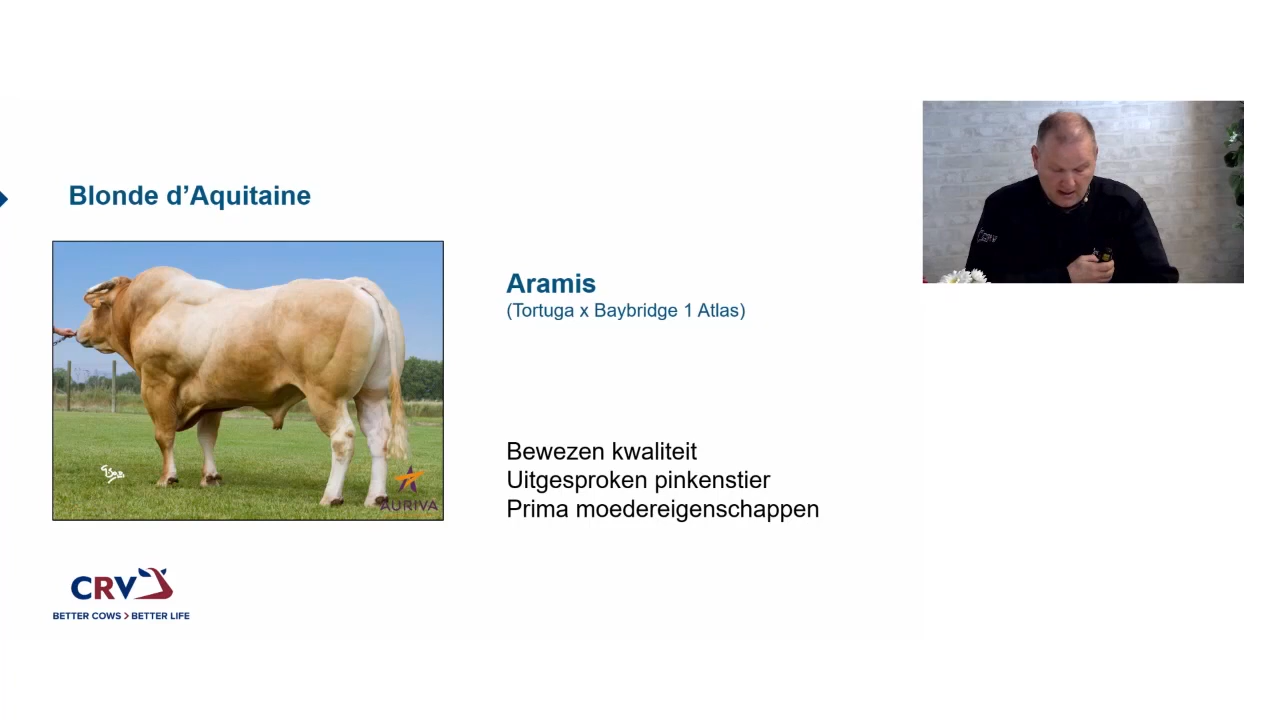 Blonde d’Aquitaine
AURIVA
Aramis
(Tortuga x Baybridge 1 Atlas)
Bewezen kwaliteit
Uitgesproken pinkenstier
Prima moedereigenschappen
CRV
BETTER COWS > BETTER LIFE